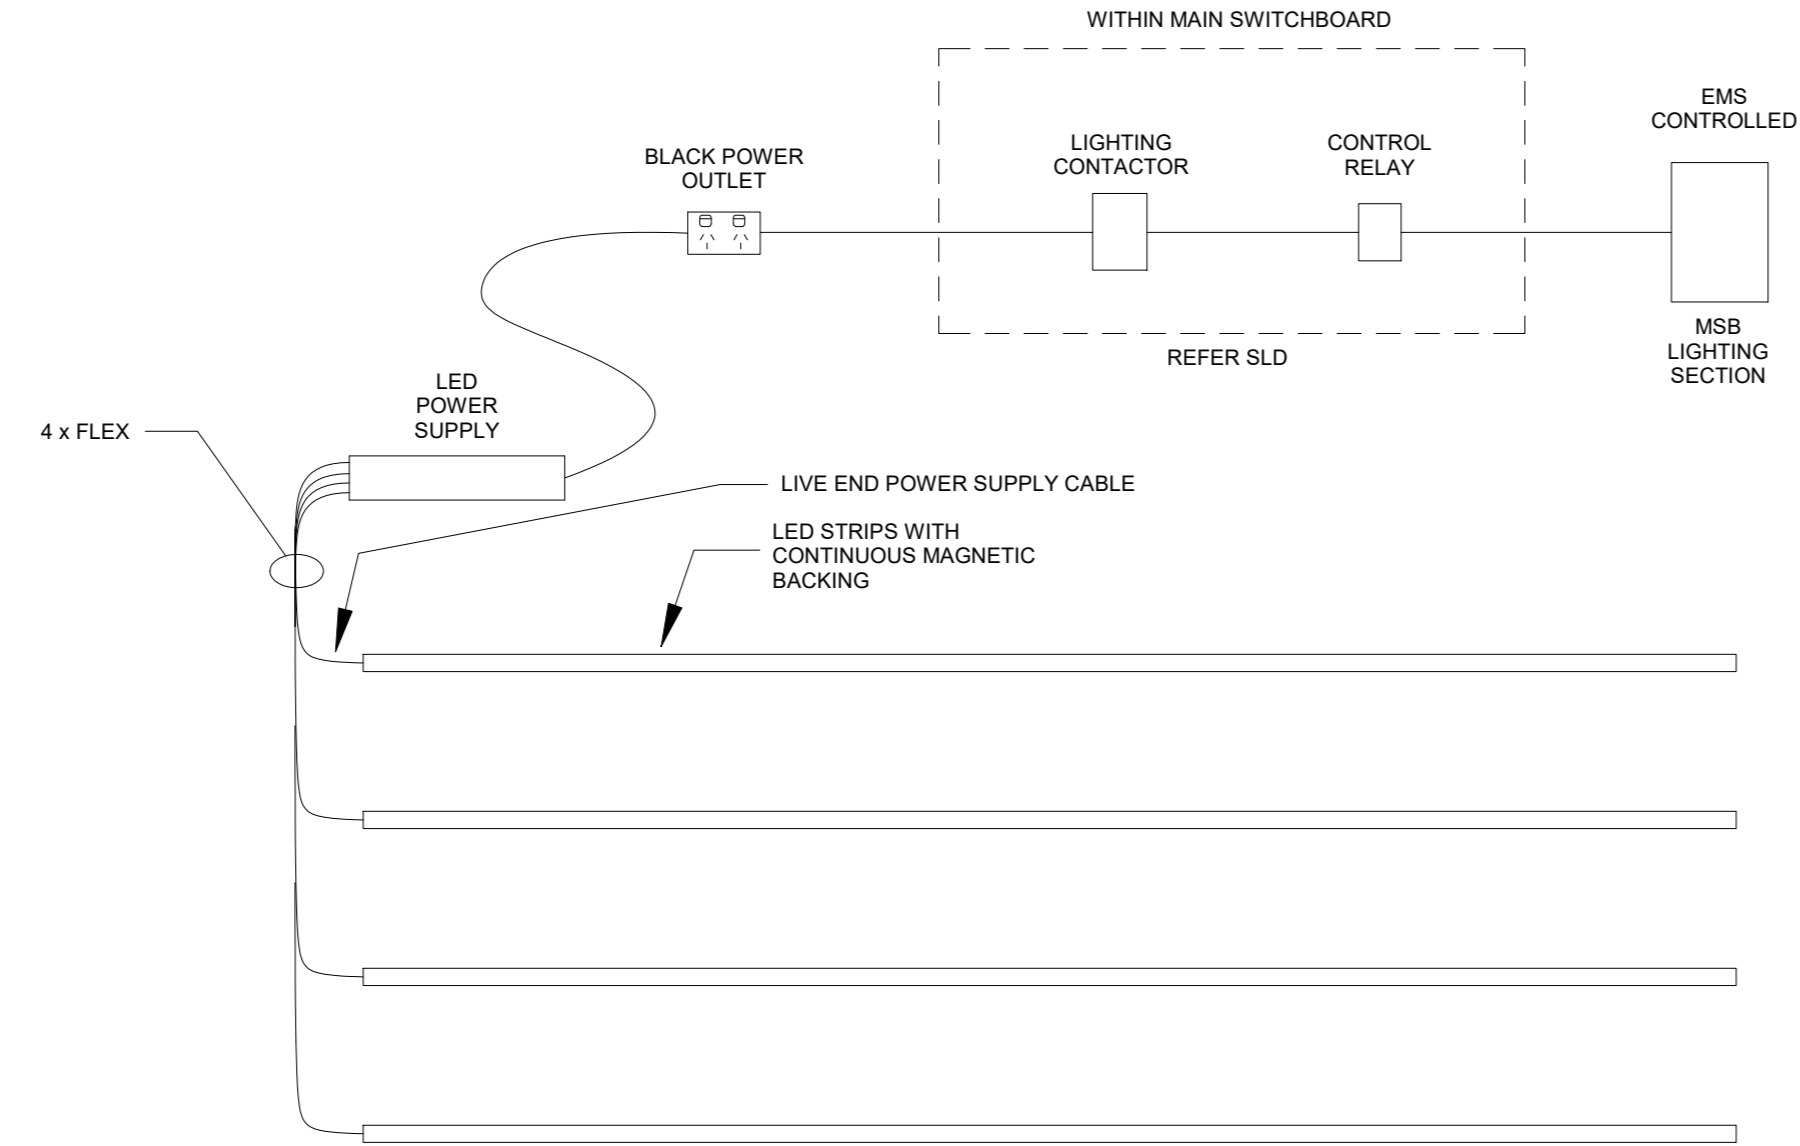 WITHIN MAIN SWITCHBOARD
EMS
CONTROLLED
LIGHTING
CONTACTOR
CONTROL
RELAY
BLACK POWER
OUTLET
MSB
LIGHTING
SECTION
REFER SLD
LED
POWER
SUPPLY
4 x FLEX
LIVE END POWER SUPPLY CABLE
LED STRIPS WITH
CONTINUOUS MAGNETIC
BACKING